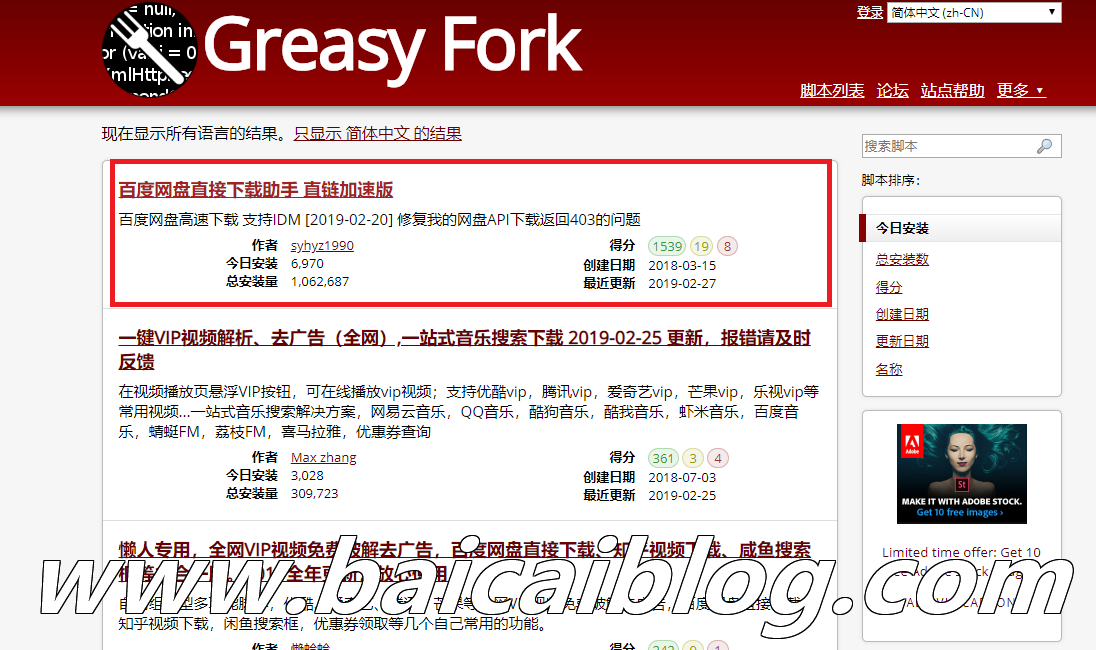 = null,
nction in
or (va i = 0
mlHttp
Greasy Fork
登录 简体中文 (zh-CN)
脚本列表 论坛 站点帮助 更多
现在显示所有语言的结果。只显示 简体中文 的结果
搜索脚本
脚本排序：
今日安装
总安装数
得分
创建日期
更新日期
名称
百度网盘直接下载助手 直链加速版
百度网盘高速下载 支持IDM [2019-02-20] 修复我的网盘API下载返回403的问题
作者 syhyz1990 得分 1539 19 8
今日安装 6,970 创建日期 2018-03-15
总安装量 1,062,687 最近更新 2019-02-27
一键VIP视频解析、去广告（全网）,一站式音乐搜索下载 2019-02-25 更新，报错请及时
反馈
在视频播放页悬浮VIP按钮，可在线播放vip视频；支持优酷vip，腾讯vip，爱奇艺vip，芒果vip，乐视vip等
常用视频...一站式音乐搜索解决方案，网易云音乐，QQ音乐，酷狗音乐，酷我音乐，虾米音乐，百度音
乐，蜻蜓FM，荔枝FM，喜马拉雅，优惠券查询
作者 Max zhang 得分 361 3 4
今日安装 3,028 创建日期 2018-07-03
总安装量 309,723 最近更新 2019-02-25
懒人专用，全网VIP视频免费破解去广告，百度网盘直接下载、知乎视频下载、咸鱼搜索
知乎视频下载，闲鱼搜索框，优惠券领取等几个自己常用的功能。
作者 懒蛤蛤 得分 242 9 1
Adobe
St
MAKE IT WITH ADOBE STOCK.
Get 10 free images ›
Limited time offer: Get 10
www.baicaiblog.com